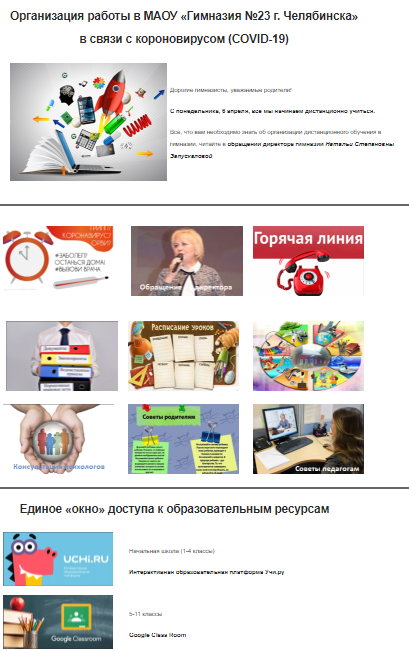 Организация работы в МАОУ «Гимназия №23 г. Челябинска»
в связи с короновирусом (COVID-19)
Дорогие гимназисты, уважаемые родители!
С понедельника, 6 апреля, все мы начинаем дистанционно учиться.
Всё, что вам необходимо знать об организации дистанционного обучения в
гимназии, читайте в обращении директора гимназии Натальи Степановны
Запускаловой
ГРИПП
КОРОНАВИРУС
ОРВИ
#ЗАБОЛЕЛ?
ОСТАНЬСЯ ДОМА!
#ВЫЗОВИ ВРАЧА
Обращение директора
Горячая линия
Документы
Расписание уроков
Консультации психологов
Советы родителям
Советы педагогам
Единое «окно» доступа к образовательным ресурсам
UCHi.RU
Начальная школа (1-4 классы)
Интерактивная образовательная платформа Учи.ру
Google Classroom
5-11 классы
Google Class Room